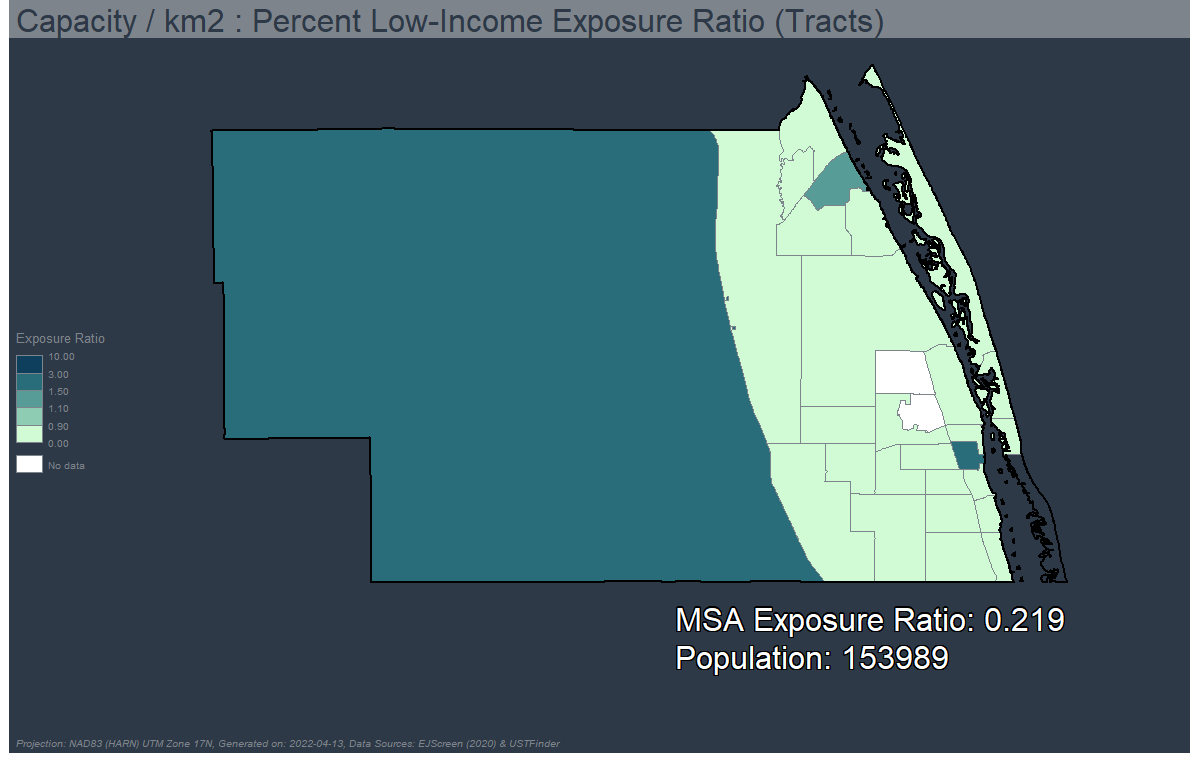 Capacity / km2 : Percent Low-Income Exposure Ratio (Tracts)
Exposure Ratio
10.00
3.00
1.50
1.10
0.90
0.00
No data
MSA Exposure Ratio: 0.219
Population: 153989
Projection: NAD83 (HARN) UTM Zone 17N, Generated on: 2022-04-13, Data Sources: EJScreen (2020) & USTFinder